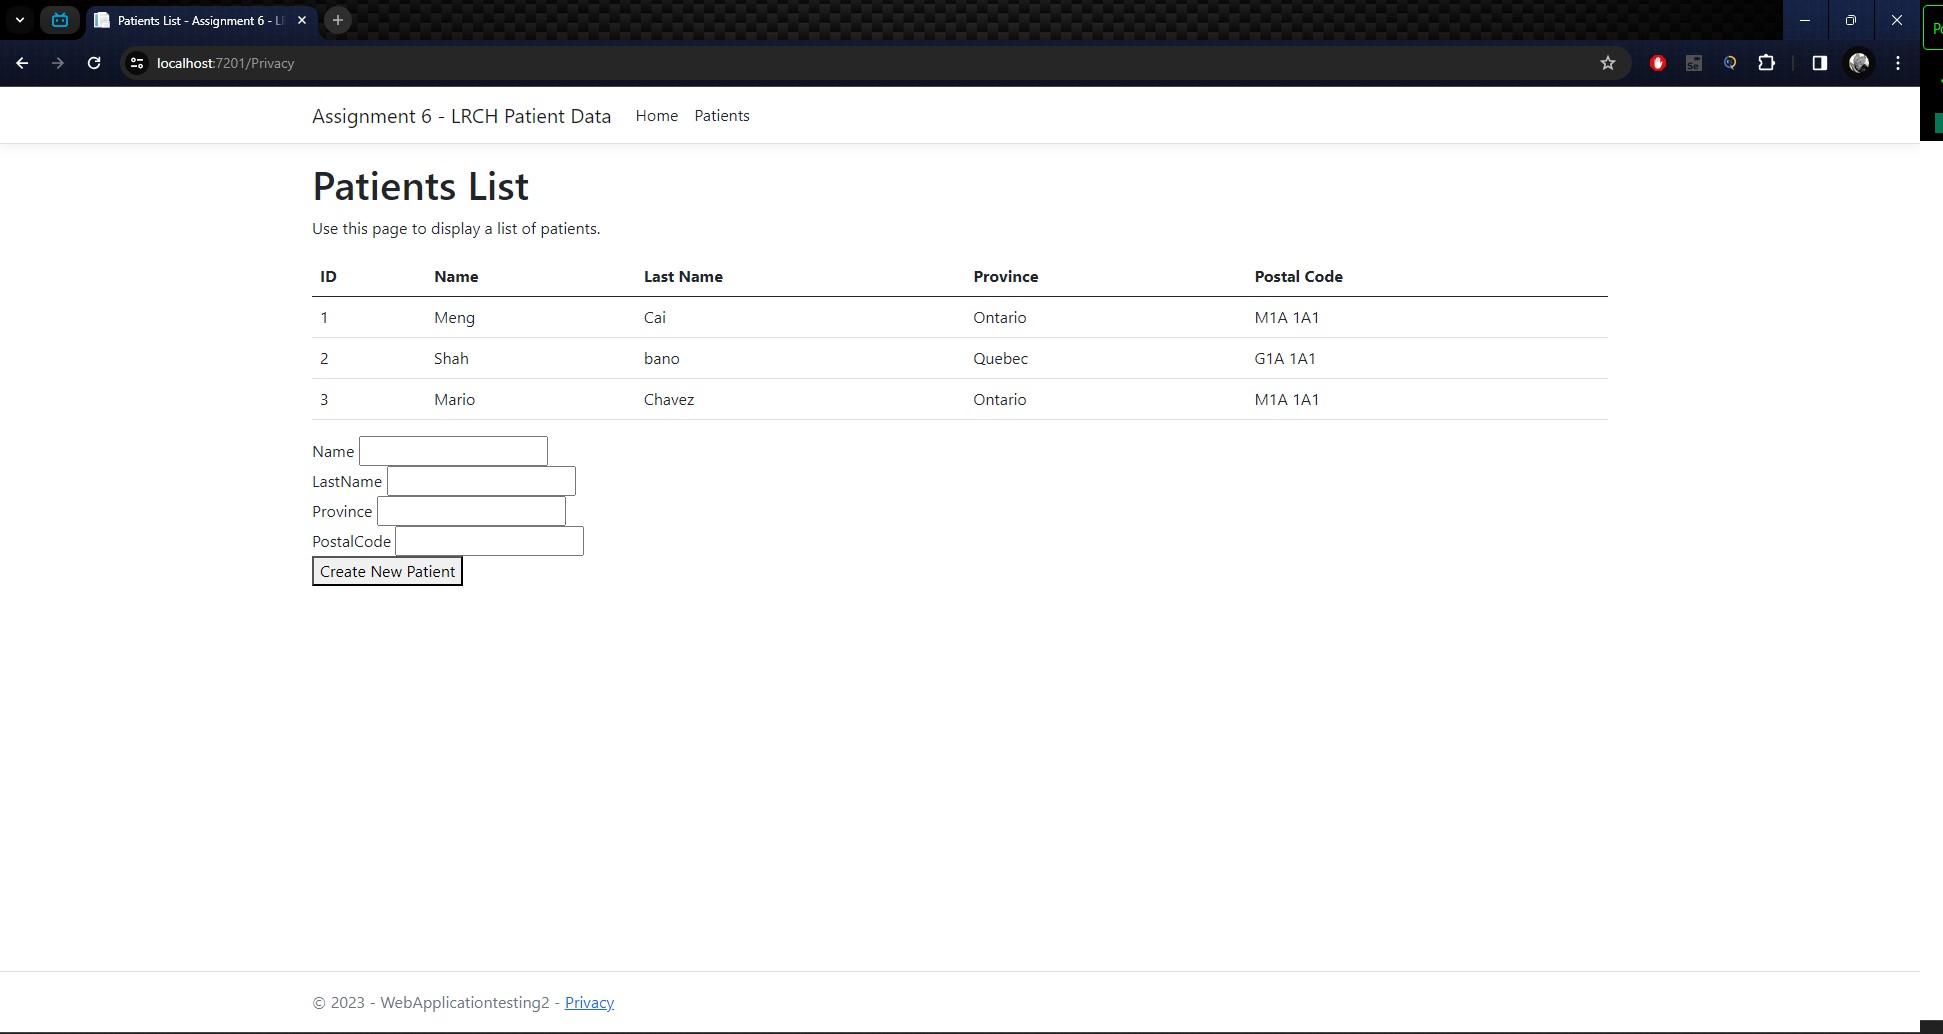 Patients List - Assignment 6 - LR
localhost:7201/Privacy
Se
Assignment 6 - LRCH Patient Data Home Patients
Patients List
Use this page to display a list of patients.
ID Name Last Name Province Postal Code
1 Meng Cai Ontario M1A 1A1
2 Shah bano Quebec G1A 1A1
3 Mario Chavez Ontario M1A 1A1
Name
LastName
Province
PostalCode
Create New Patient
© 2023 - WebApplicationtesting2 - Privacy